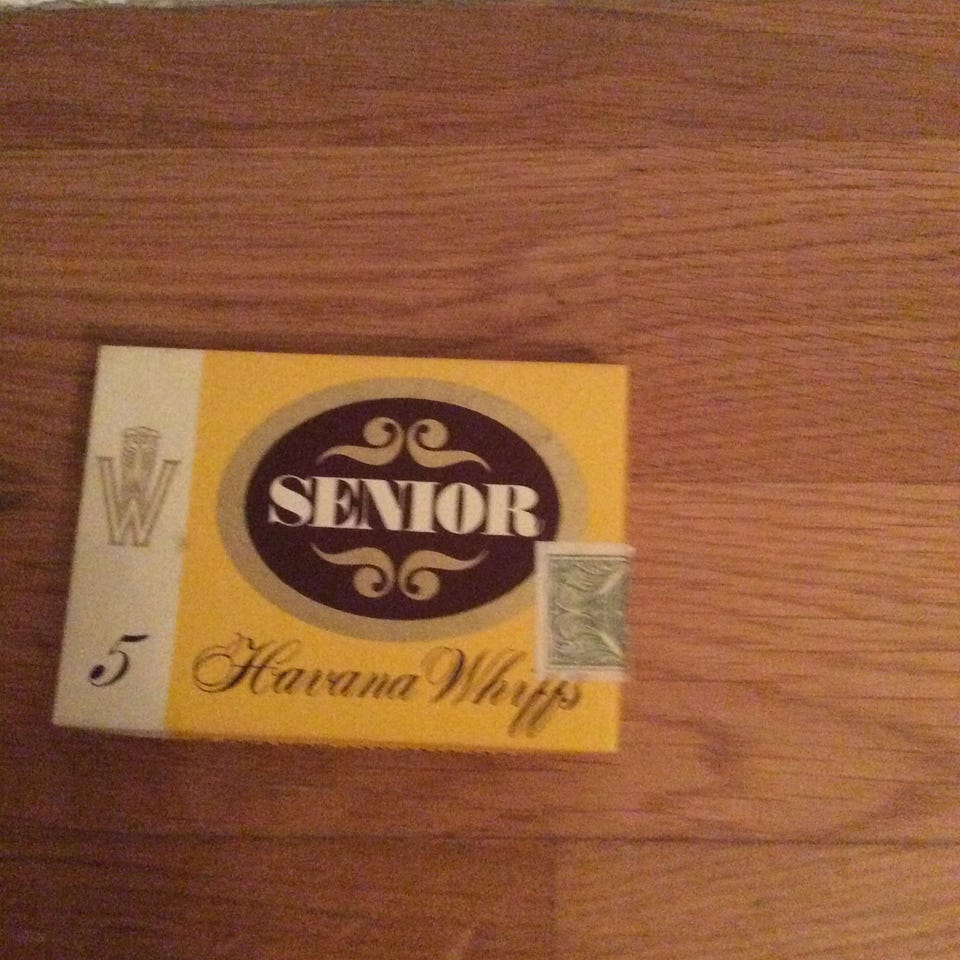 W
SENIOR
5
Havana Whiffs